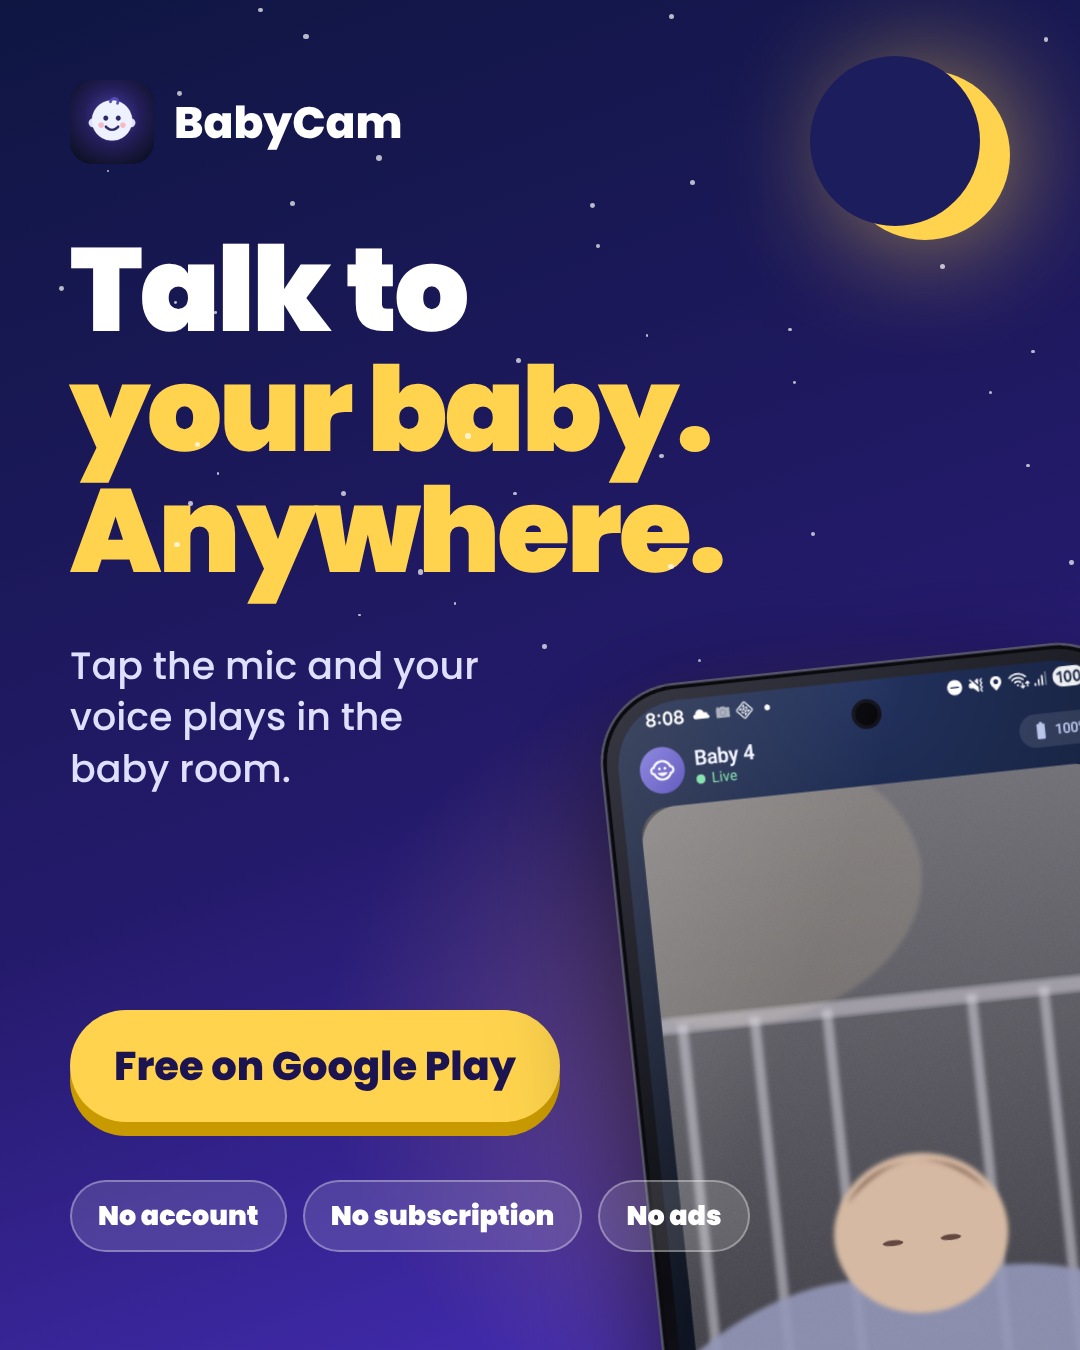 BabyCam
Talk to
your baby.
Anywhere.
Tap the mic and your
voice plays in the
baby room.
8:08
100
Baby 4
Live
100%
Free on Google Play
No account
No subscription
No ads